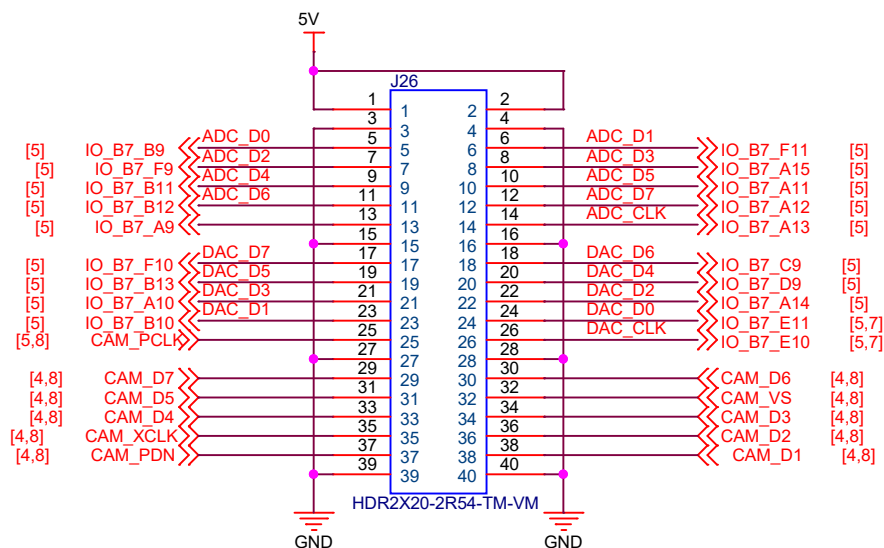 5V
J26
1 1 2 2
3 3 4 4
[5] IO_B7_B9 ADC_D0 5 5 6 6 ADC_D1 IO_B7_F11 [5]
[5] IO_B7_F9 ADC_D2 7 7 8 8 ADC_D3 IO_B7_A15 [5]
[5] IO_B7_B11 ADC_D4 9 9 10 10 ADC_D5 IO_B7_A11 [5]
[5] IO_B7_B12 ADC_D6 11 11 12 12 ADC_D7 IO_B7_A12 [5]
[5] IO_B7_A9 13 13 14 14 ADC_CLK IO_B7_A13 [5]
15 15 16 16
[5] IO_B7_F10 DAC_D7 17 17 18 18 DAC_D6 IO_B7_C9 [5]
[5] IO_B7_B13 DAC_D5 19 19 20 20 DAC_D4 IO_B7_D9 [5]
[5] IO_B7_A10 DAC_D3 21 21 22 22 DAC_D2 IO_B7_A14 [5]
[5] IO_B7_B10 DAC_D1 23 23 24 24 DAC_D0 IO_B7_E11 [5,7]
[5,8] CAM_PCLK 25 25 26 26 DAC_CLK IO_B7_E10 [5,7]
27 27 28 28
[4,8] CAM_D7 29 29 30 30 CAM_D6 [4,8]
[4,8] CAM_D5 31 31 32 32 CAM_VS [4,8]
[4,8] CAM_D4 33 33 34 34 CAM_D3 [4,8]
[4,8] CAM_XCLK 35 35 36 36 CAM_D2 [4,8]
[4,8] CAM_PDN 37 37 38 38 CAM_D1 [4,8]
39 39 40 40
HDR2X20-2R54-TM-VM
GND GND